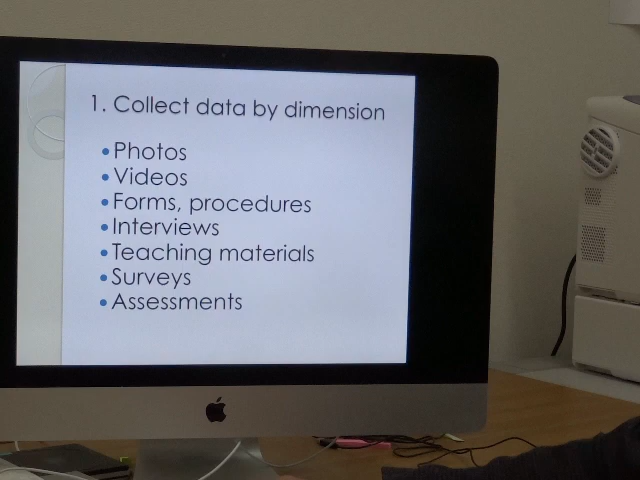 1. Collect data by dimension
•Photos
•Videos
•Forms, procedures
•Interviews
•Teaching materials
•Surveys
•Assessments